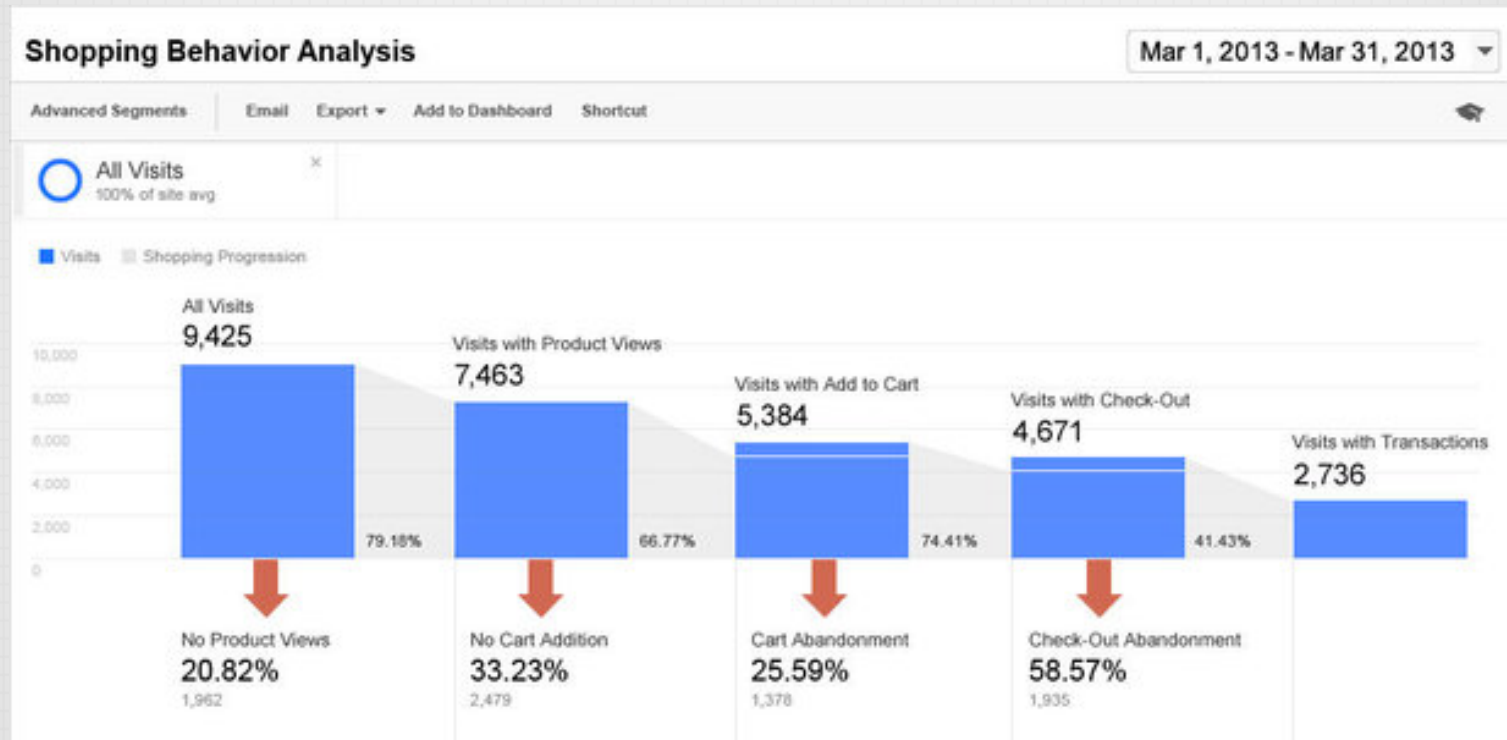 Shopping Behavior Analysis
Mar 1, 2013 - Mar 31, 2013
Advanced Segments Email Export Add to Dashboard Shortcut
All Visits
100% of site avg
Visits Shopping Progression
All Visits
9,425
Visits with Product Views
7,463
Visits with Add to Cart
5,384
Visits with Check-Out
4,671
Visits with Transactions
2,736
10,000
8,000
6,000
4,000
2,000
0
79.18%
66.77%
74.41%
41.43%
No Product Views
20.82%
1,962
No Cart Addition
33.23%
2,479
Cart Abandonment
25.59%
1,378
Check-Out Abandonment
58.57%
1,935